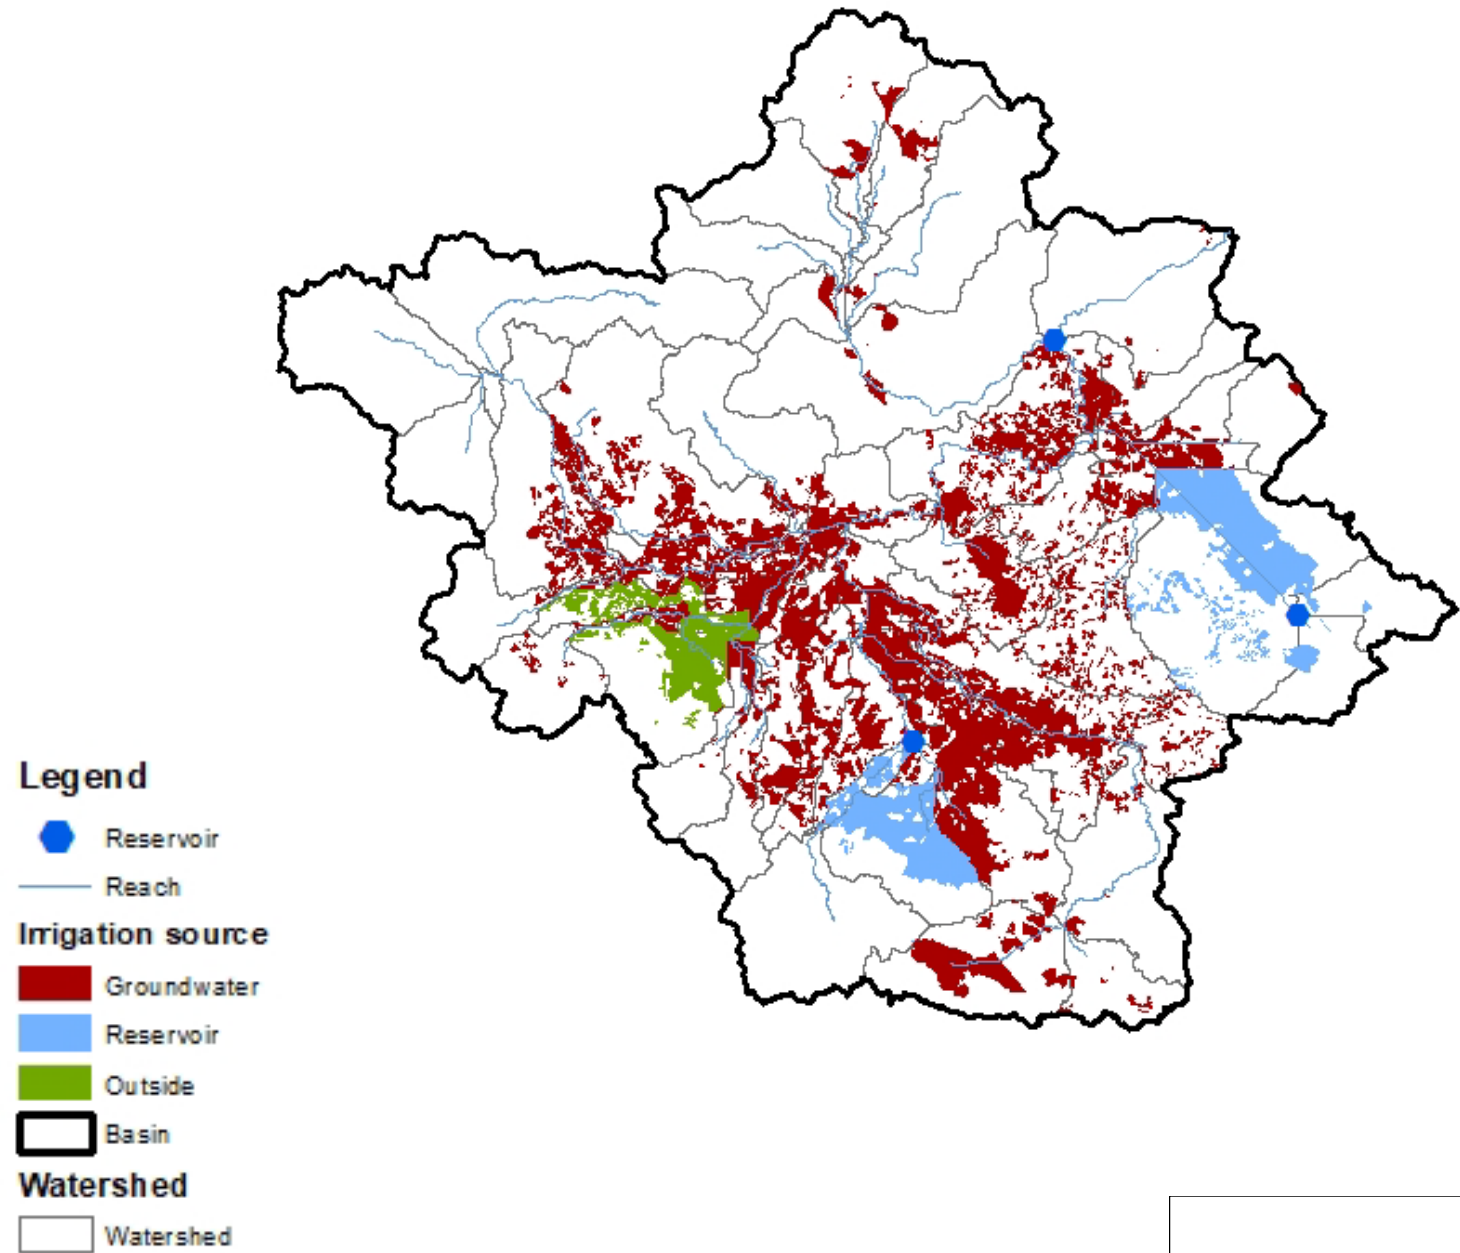 Legend
Reservoir
Reach
Irrigation source
Groundwater
Reservoir
Outside
Basin
Watershed
Watershed